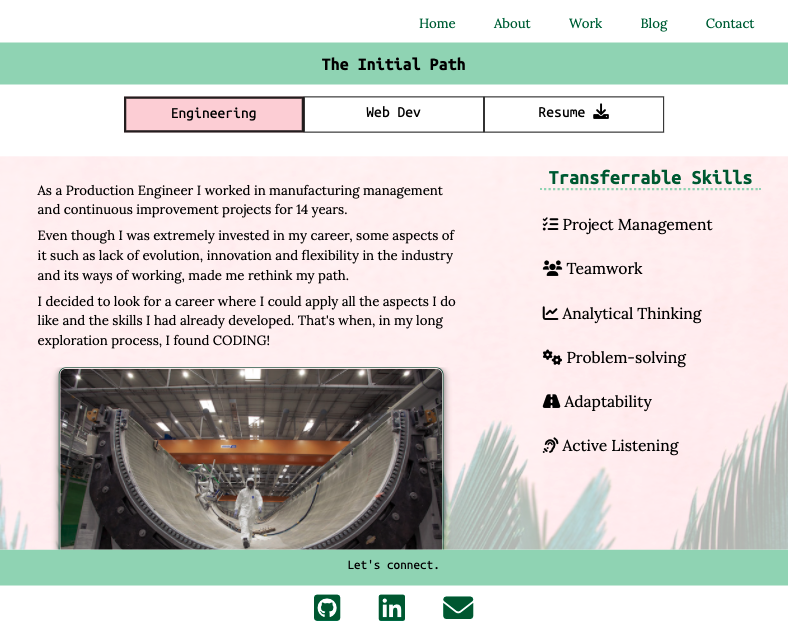 Home About Work Blog Contact
The Initial Path
Engineering Web Dev Resume
As a Production Engineer I worked in manufacturing management
and continuous improvement projects for 14 years.
Even though I was extremely invested in my career, some aspects of
it such as lack of evolution, innovation and flexibility in the industry
and its ways of working, made me rethink my path.
I decided to look for a career where I could apply all the aspects I do
like and the skills I had already developed. That's when, in my long
exploration process, I found CODING!
Transferrable Skills
Project Management
Teamwork
Analytical Thinking
Problem-solving
Adaptability
Active Listening
Let's connect.